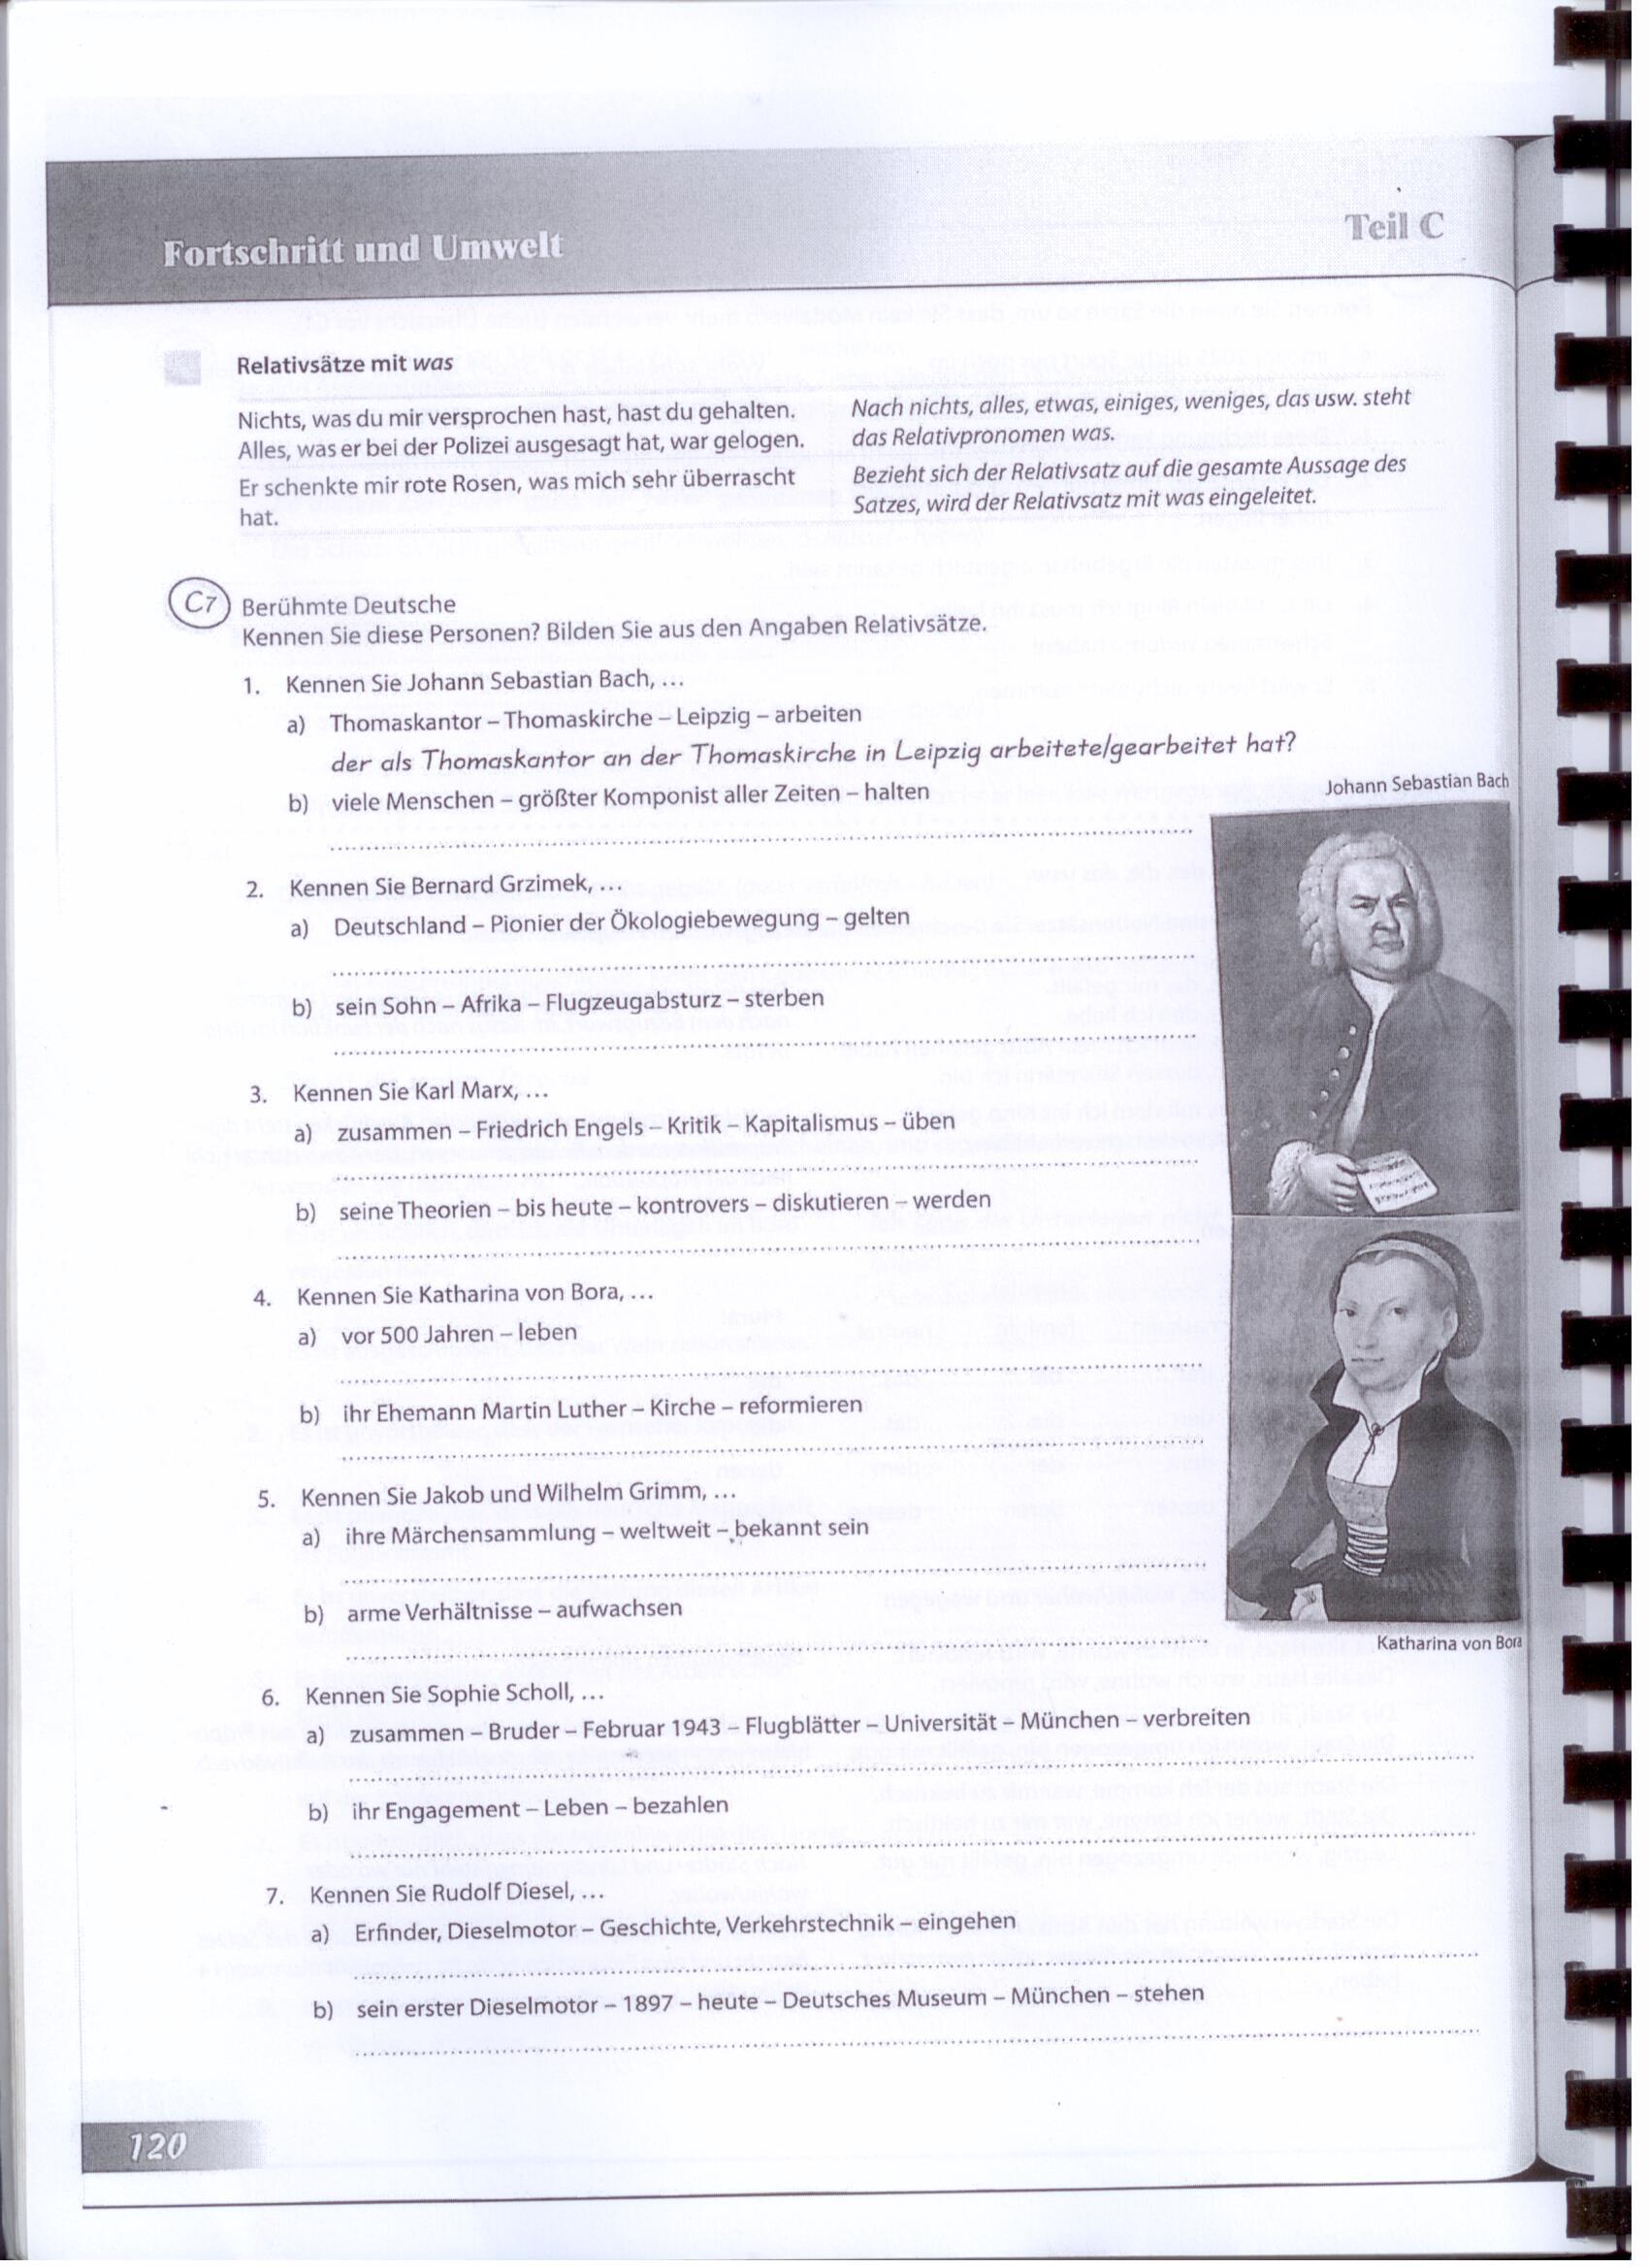 Fortschritt und Umwelt
Teil C
Relativsätze mit was
Nichts, was du mir versprochen hast, hast du gehalten.
Alles, was er bei der Polizei ausgesagt hat, war gelogen.
Nach nichts, alles, etwas, einiges, weniges, das usw. steht
das Relativpronomen was.
Er schenkte mir rote Rosen, was mich sehr überrascht
hat.
Bezieht sich der Relativsatz auf die gesamte Aussage des
Satzes, wird der Relativsatz mit was eingeleitet.
C7 Berühmte Deutsche
Kennen Sie diese Personen? Bilden Sie aus den Angaben Relativsätze.
1. Kennen Sie Johann Sebastian Bach, …
a) Thomaskantor – Thomaskirche – Leipzig – arbeiten
der als Thomaskantor an der Thomaskirche in Leipzig arbeitete/gearbeitet hat?
b) viele Menschen – größter Komponist aller Zeiten – halten
Johann Sebastian Bach
2. Kennen Sie Bernard Grzimek, …
a) Deutschland – Pionier der Ökologiebewegung – gelten
b) sein Sohn – Afrika – Flugzeugabsturz – sterben
3. Kennen Sie Karl Marx, …
a) zusammen – Friedrich Engels – Kritik – Kapitalismus – üben
b) seine Theorien – bis heute – kontrovers – diskutieren – werden
4. Kennen Sie Katharina von Bora, …
a) vor 500 Jahren – leben
b) ihr Ehemann Martin Luther – Kirche – reformieren
5. Kennen Sie Jakob und Wilhelm Grimm, …
a) ihre Märchensammlung – weltweit – bekannt sein
b) arme Verhältnisse – aufwachsen
Katharina von Bora
6. Kennen Sie Sophie Scholl, …
a) zusammen – Bruder – Februar 1943 – Flugblätter – Universität – München – verbreiten
b) ihr Engagement – Leben – bezahlen
7. Kennen Sie Rudolf Diesel, …
a) Erfinder, Dieselmotor – Geschichte, Verkehrstechnik – eingehen
b) sein erster Dieselmotor – 1897 – heute – Deutsches Museum – München – stehen
120